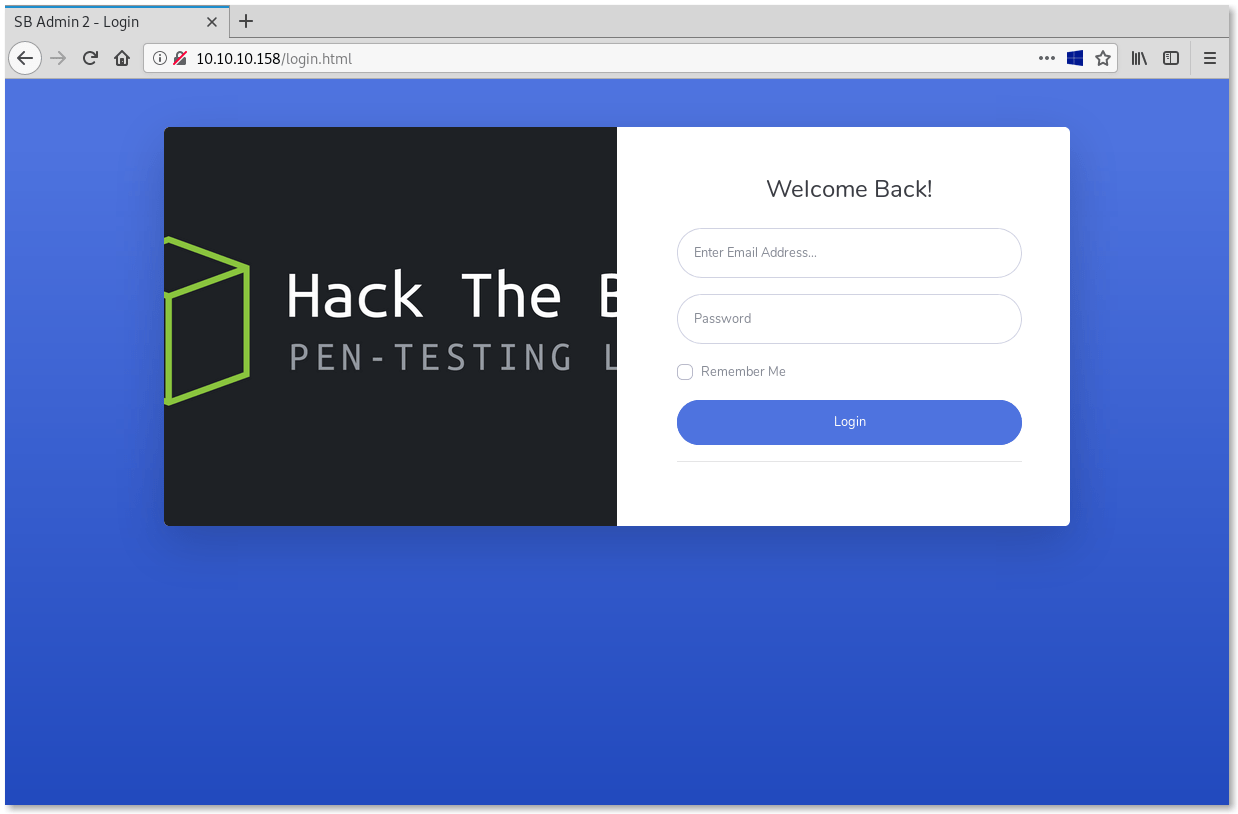 SB Admin 2 - Login
10.10.10.158/login.html
Hack The B
PEN-TESTING L
Welcome Back!
Enter Email Address...
Password
Remember Me
Login